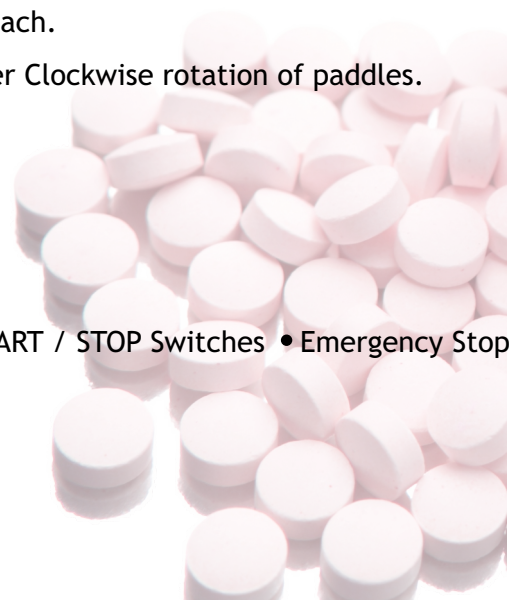 ach.
er Clockwise rotation of paddles.
ART / STOP Switches • Emergency Stop